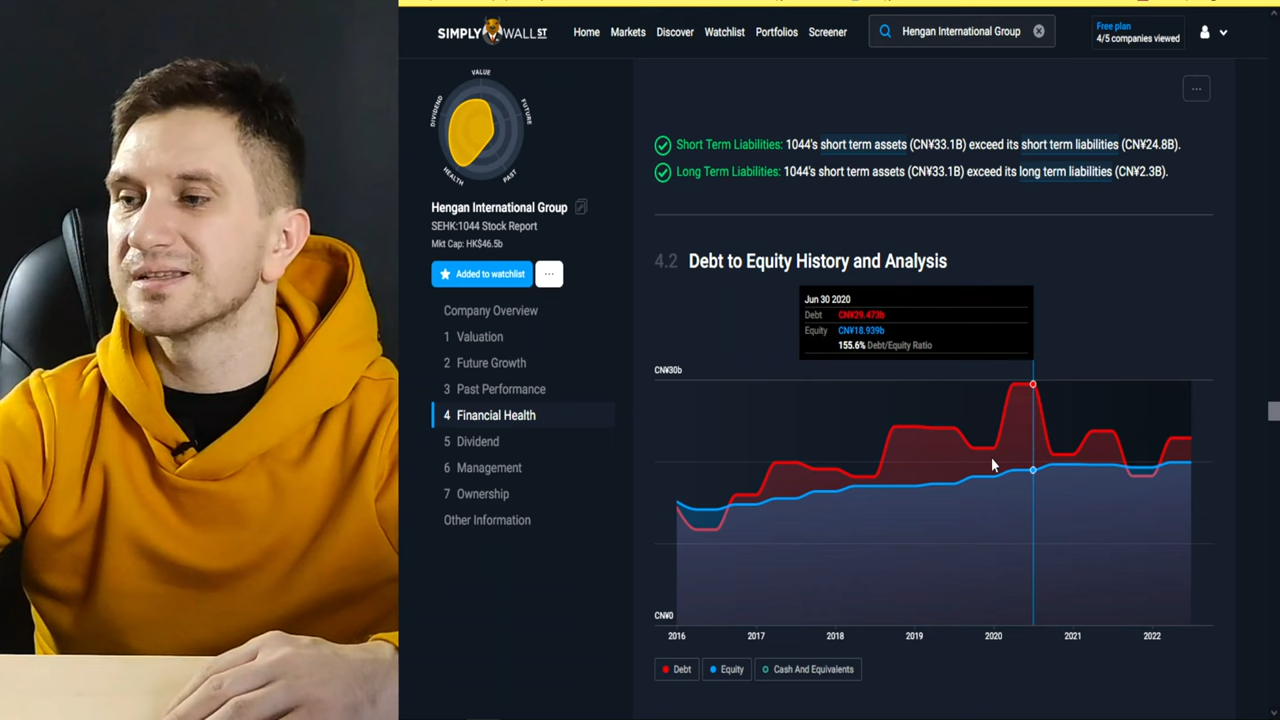 SIMPLY WALL ST
Home Markets Discover Watchlist Portfolios Screener
Hengan International Group
Free plan
4/5 companies viewed
VALUE
FUTURE
PAST
HEALTH
DIVIDEND
Hengan International Group
SEHK:1044 Stock Report
Mkt Cap: HK$46.5b
Added to watchlist
...
Company Overview
1 Valuation
2 Future Growth
3 Past Performance
4 Financial Health
5 Dividend
6 Management
7 Ownership
Other Information
...
Short Term Liabilities: 1044's short term assets (CN¥33.1B) exceed its short term liabilities (CN¥24.8B).
Long Term Liabilities: 1044's short term assets (CN¥33.1B) exceed its long term liabilities (CN¥2.3B).
4.2 Debt to Equity History and Analysis
Jun 30 2020
Debt CN¥29.473b
Equity CN¥18.939b
155.6% Debt/Equity Ratio
CN¥30b
CN¥0
2016 2017 2018 2019 2020 2021 2022
Debt Equity Cash And Equivalents